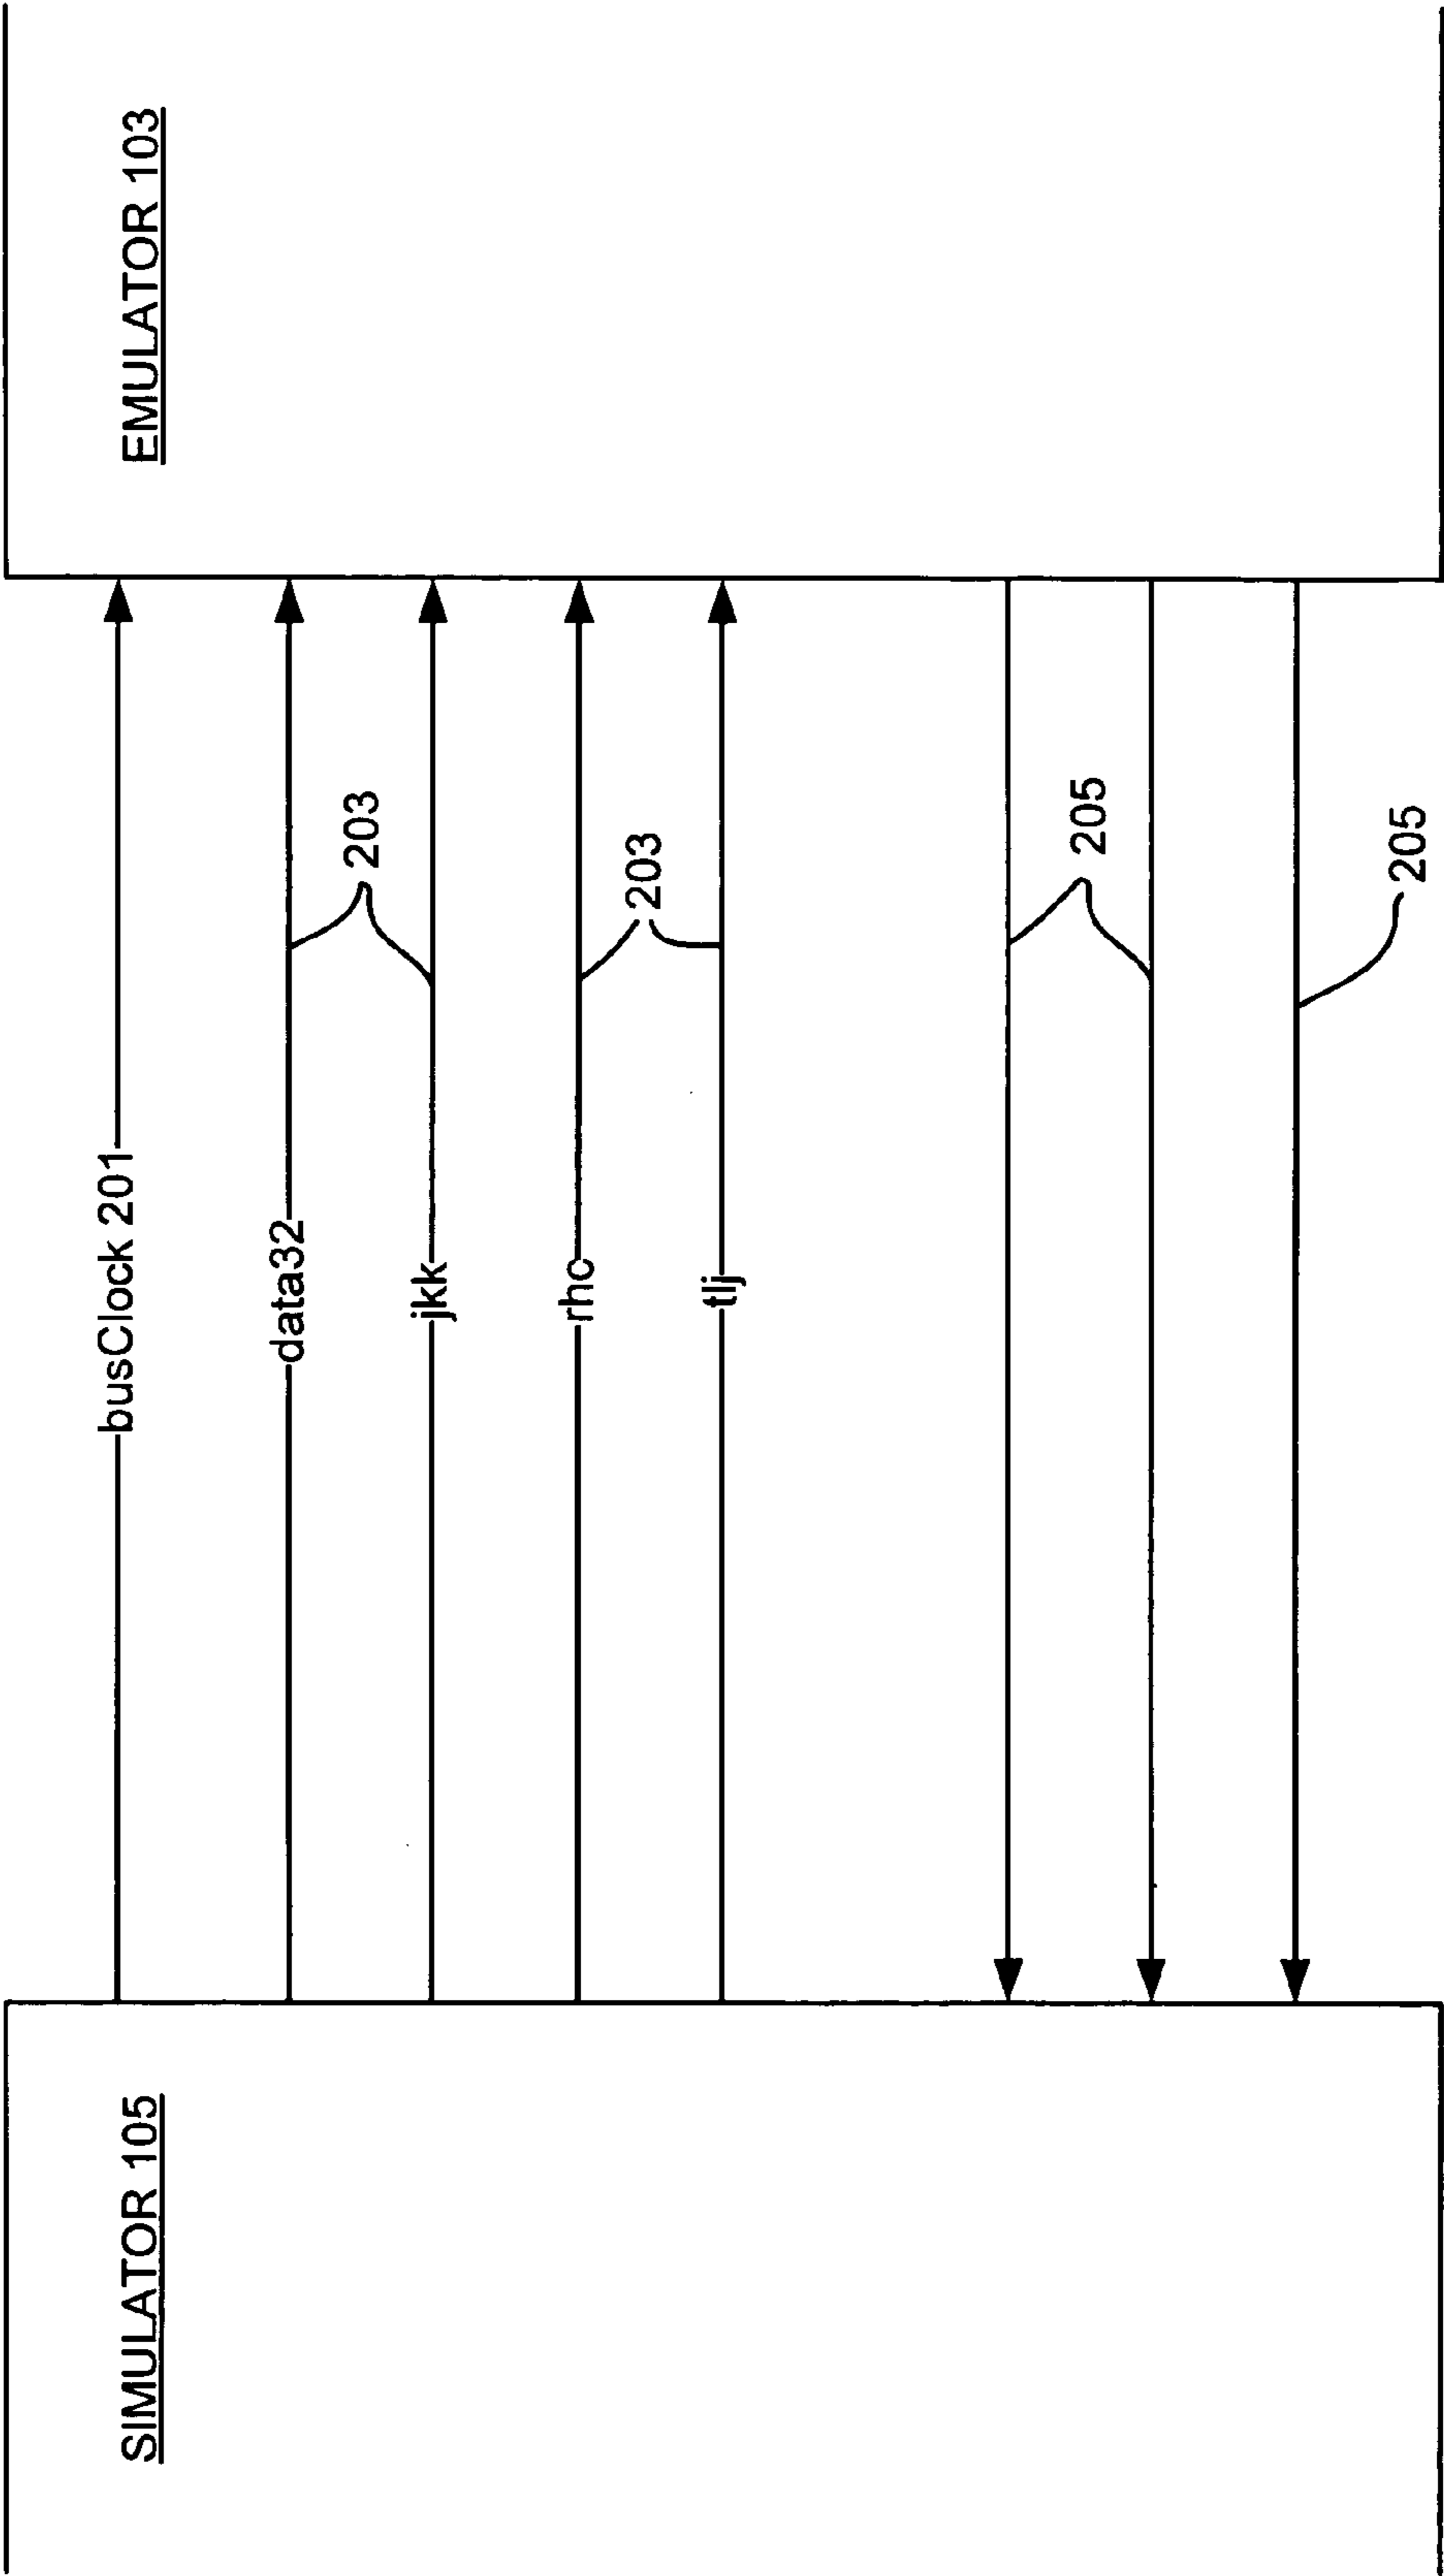 SIMULATOR 105
EMULATOR 103
busClock 201
data32
203
jkk
rhc
203
tlj
205
205